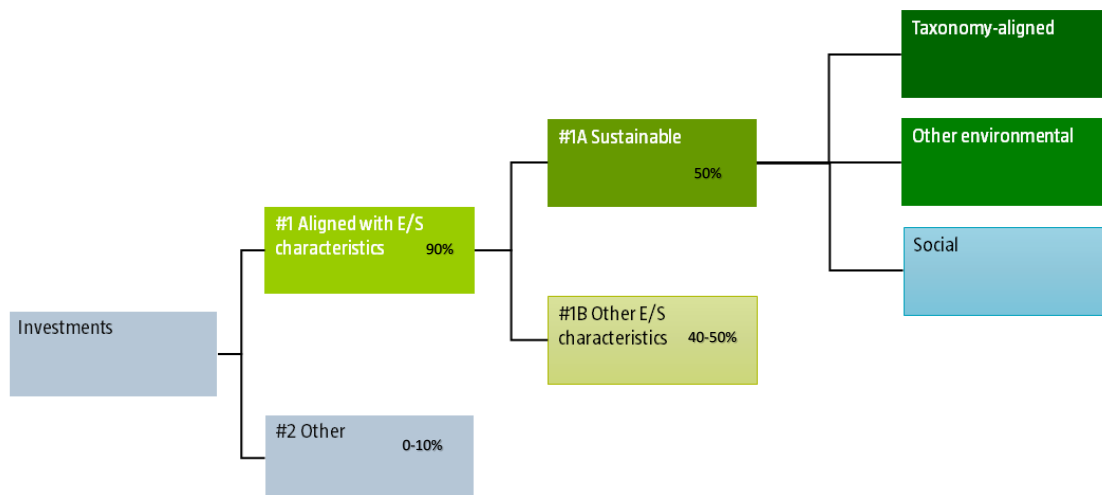 Investments
#1 Aligned with E/S
characteristics 90%
#2 Other
0-10%
#1A Sustainable
50%
#1B Other E/S
characteristics 40-50%
Taxonomy-aligned
Other environmental
Social